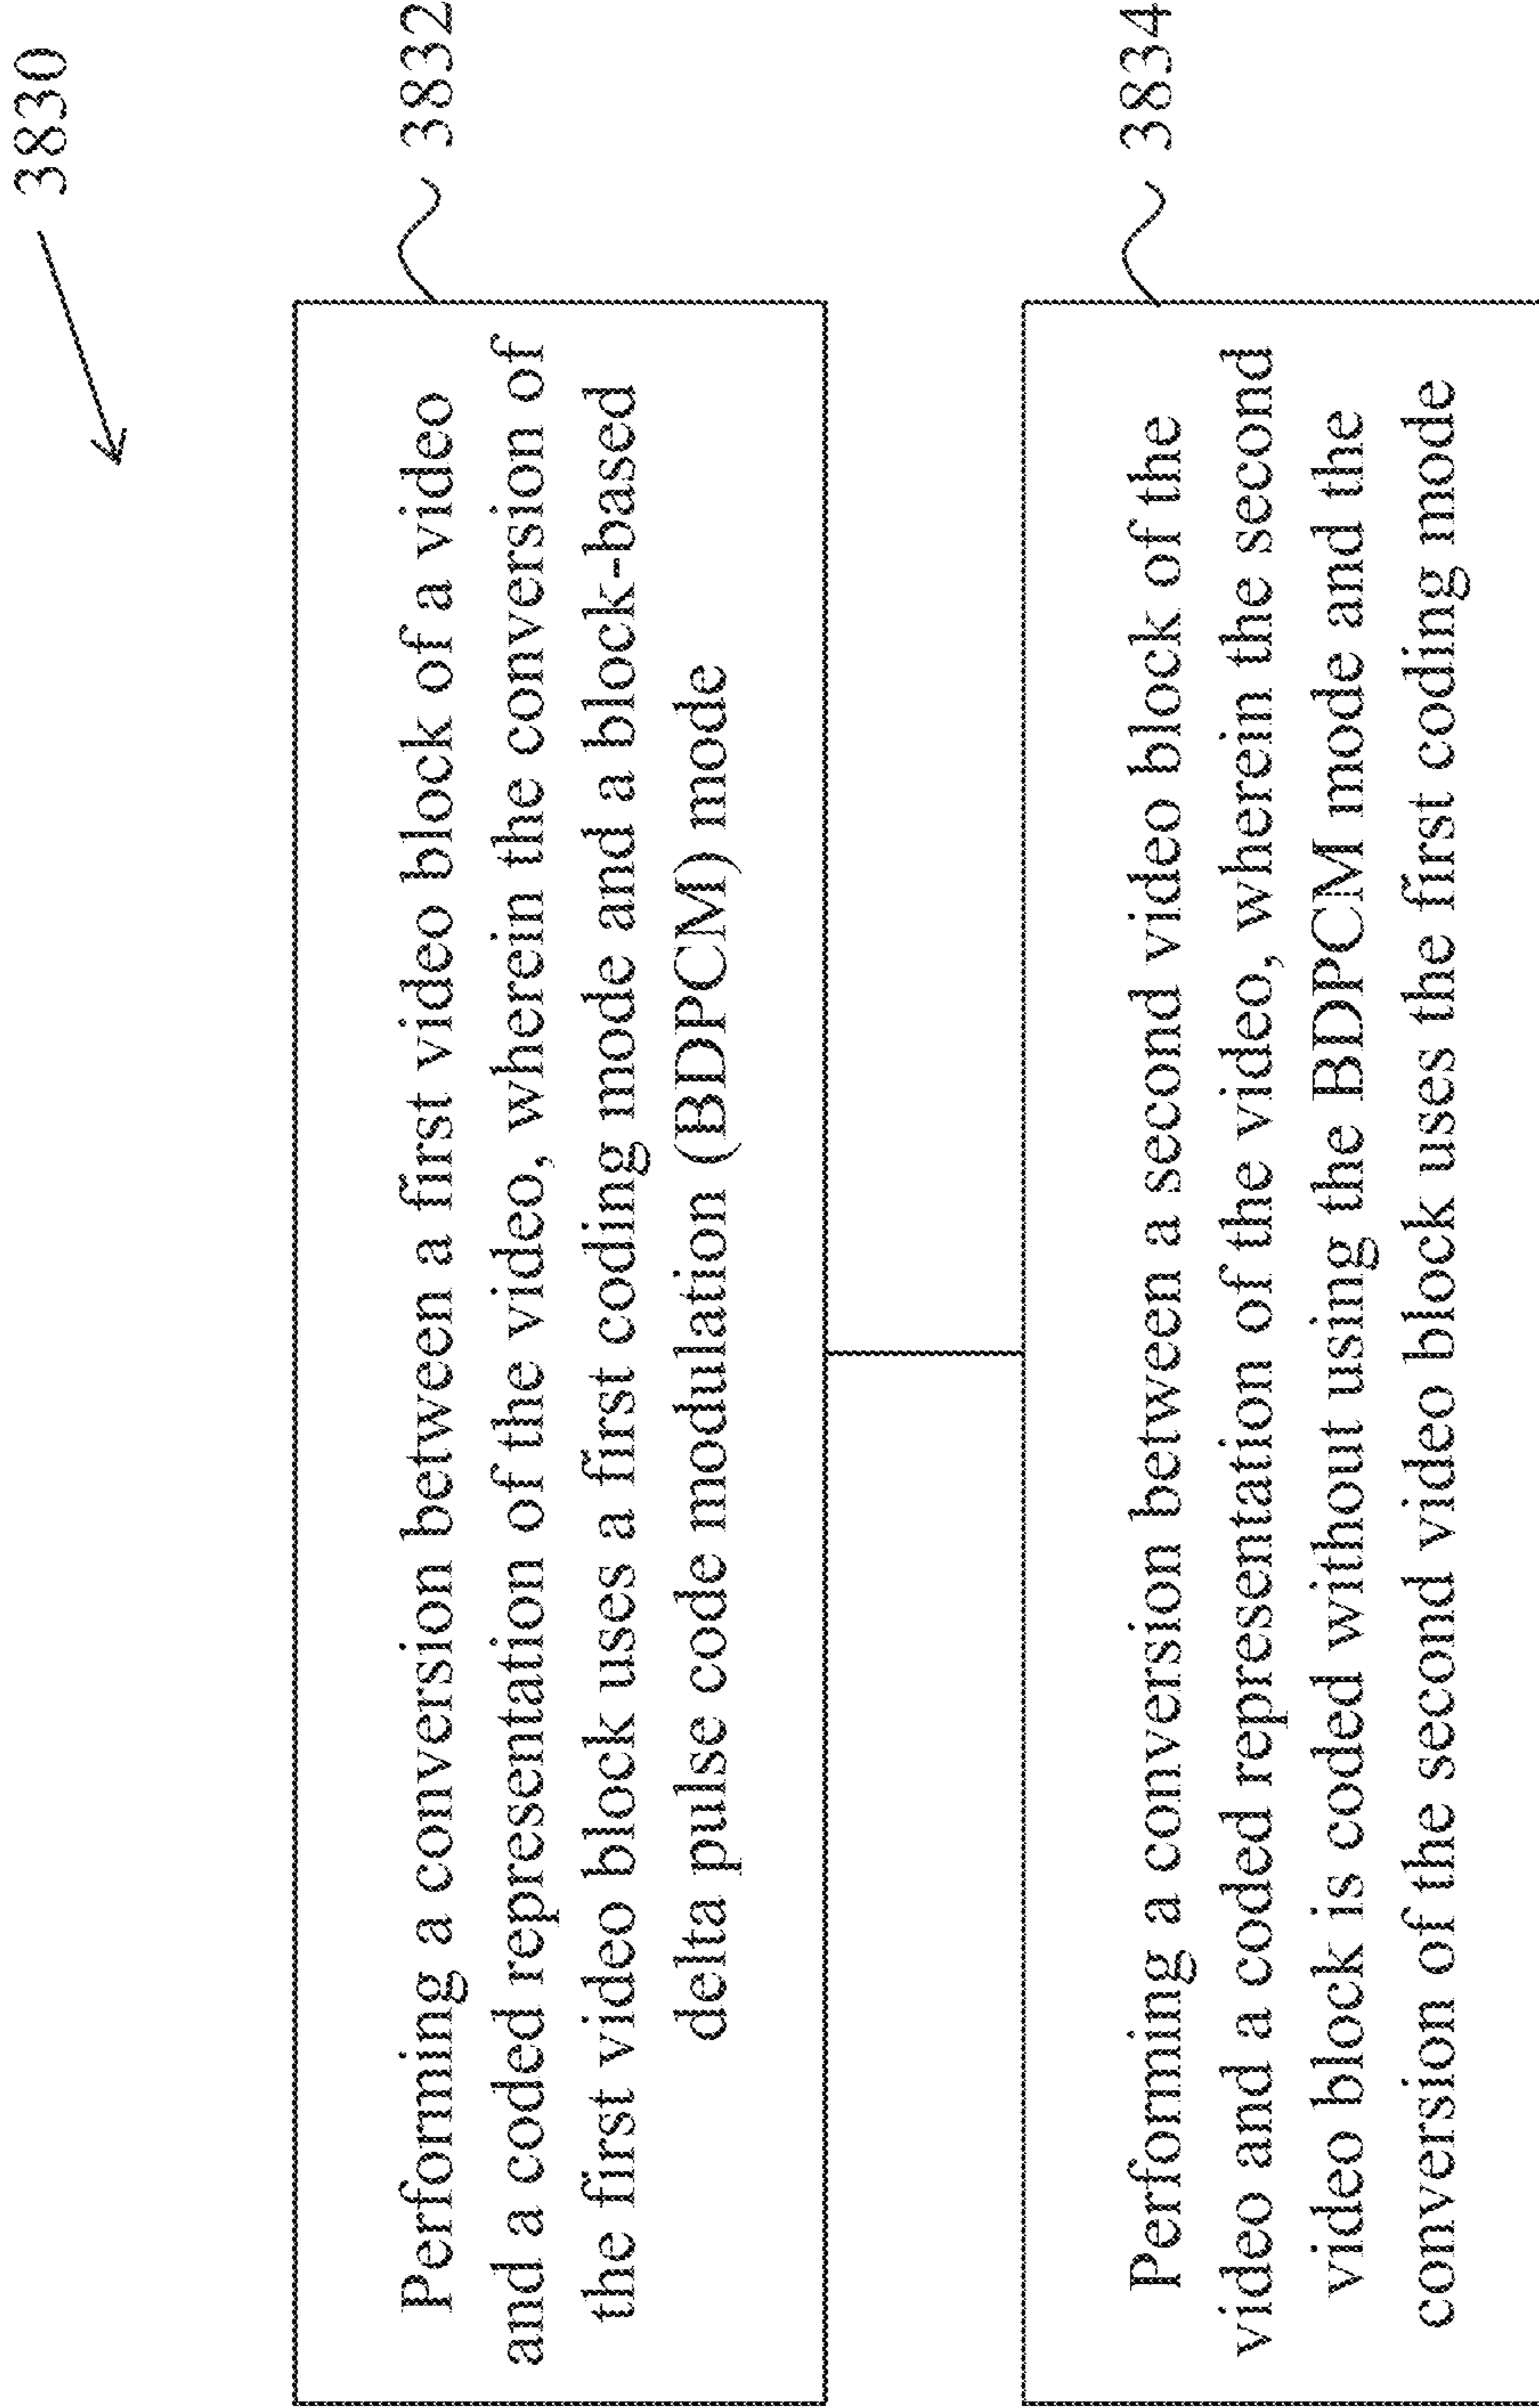 3830
Performing a conversion between a first video block of a video
and a coded representation of the video, wherein the conversion of
the first video block uses a first coding mode and a block-based
delta pulse code modulation (BDPCM) mode
3832
Performing a conversion between a second video block of the
video and a coded representation of the video, wherein the second
video block is coded without using the BDPCM mode and the
conversion of the second video block uses the first coding mode
3834